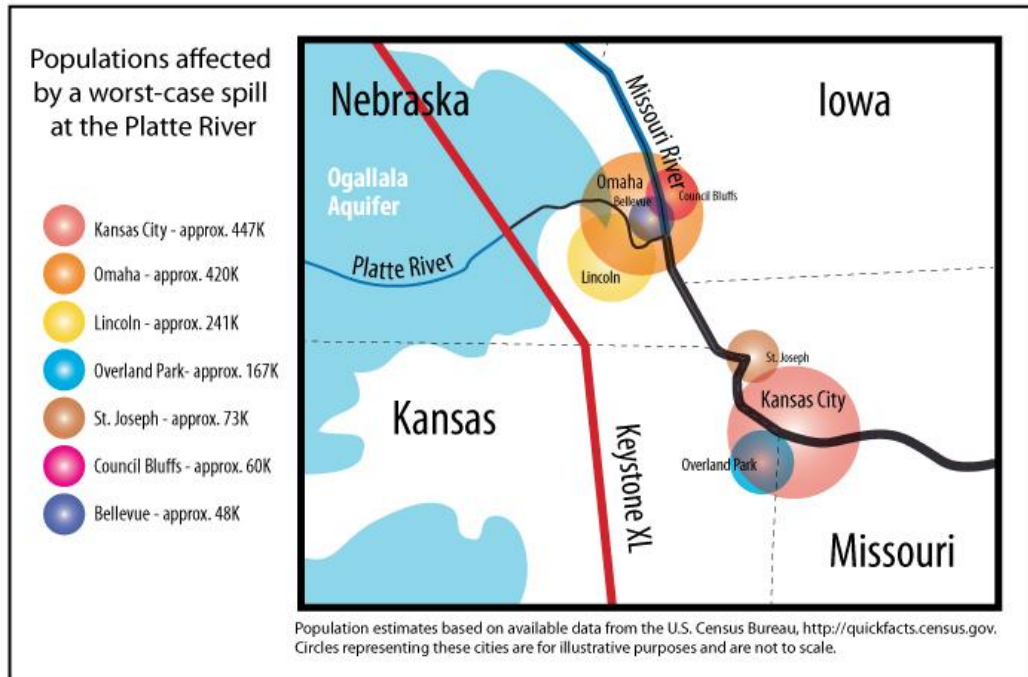 Populations affected
by a worst-case spill
at the Platte River
Kansas City - approx. 447K
Omaha - approx. 420K
Lincoln - approx. 241K
Overland Park- approx. 167K
St. Joseph - approx. 73K
Council Bluffs - approx. 60K
Bellevue - approx. 48K
Nebraska
Iowa
Missouri River
Ogallala
Aquifer
Omaha
Council Bluffs
Bellevue
Platte River
Lincoln
St. Joseph
Kansas
Kansas City
Overland Park
Keystone XL
Missouri
Population estimates based on available data from the U.S. Census Bureau, http://quickfacts.census.gov.
Circles representing these cities are for illustrative purposes and are not to scale.